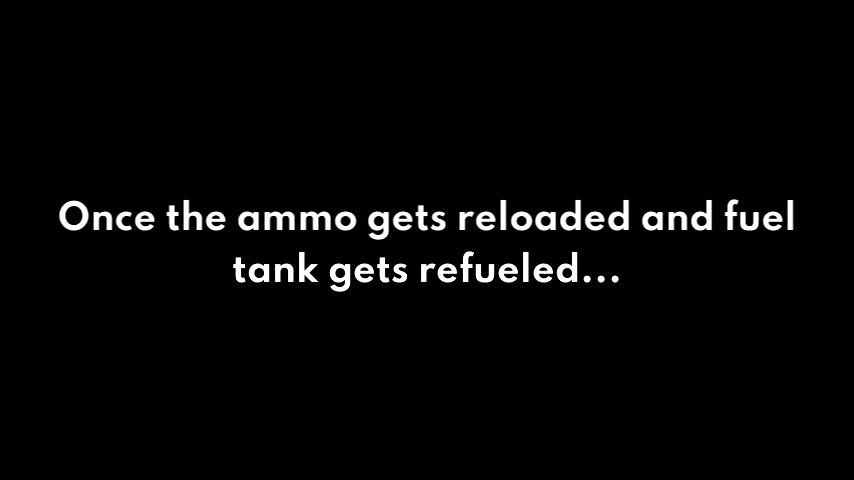 Once the ammo gets reloaded and fuel
tank gets refueled...